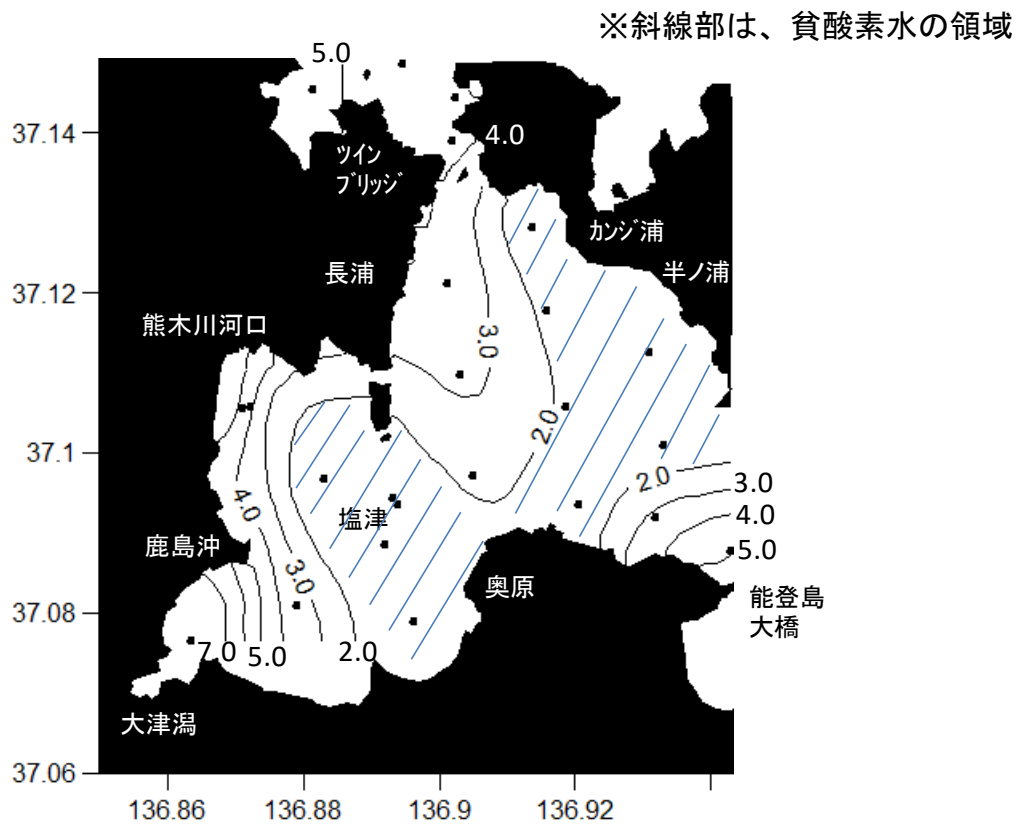 ※斜線部は、貧酸素水の領域
5.0
37.14
4.0
ツイン
ブリッジ
カンジ浦
長浦
半ノ浦
37.12
熊木川河口
3.0
2.0
37.1
2.0
3.0
4.0
4.0
塩津
鹿島沖
5.0
3.0
奥原
能登島
大橋
37.08
7.0
5.0
2.0
大津潟
37.06
136.86
136.88
136.9
136.92